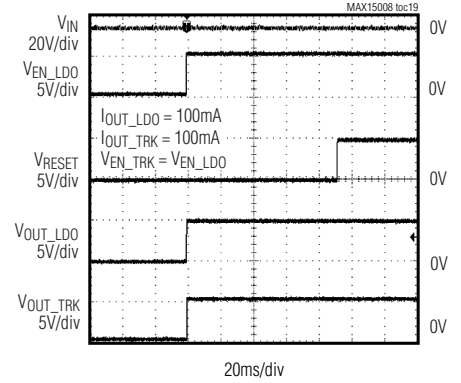 MAX15008 toc19
VIN
20V/div
0V
VEN_LDO
5V/div
0V
IOUT_LDO = 100mA
IOUT_TRK = 100mA
VEN_TRK = VEN_LDO
VRESET
5V/div
0V
VOUT_LDO
5V/div
0V
VOUT_TRK
5V/div
0V
20ms/div